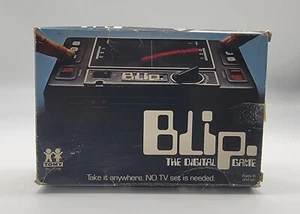 Blip.
Blip.
THE DIGITAL GAME
TOMY
Take it anywhere. NO TV set is needed.